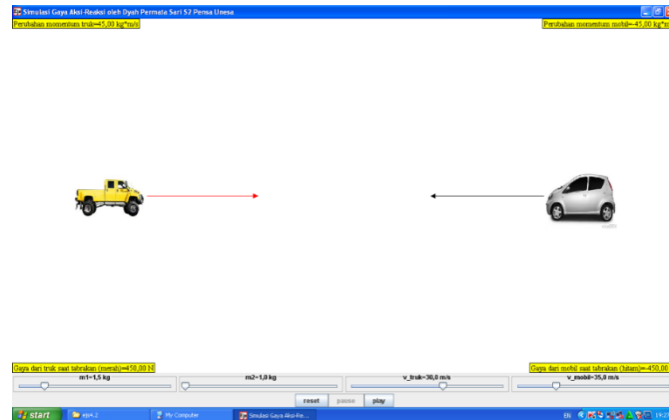 Simulasi Gaya Aksi-Reaksi oleh Dyah Permata Sari S2 Pensa Unesa
Perubahan momentum truk=45,00 kg*m/s
Perubahan momentum mobil=-45,00 kg*m
Gaya dari truk saat tabrakan (merah)=450,00 N
Gaya dari mobil saat tabrakan (hitam)=-450,00
m1=1,5 kg
m2=1,0 kg
v_truk=30,0 m/s
v_mobil=35,0 m/s
reset
pause
play
start
My Computer
Simulasi Gaya Aksi-Re...
EN